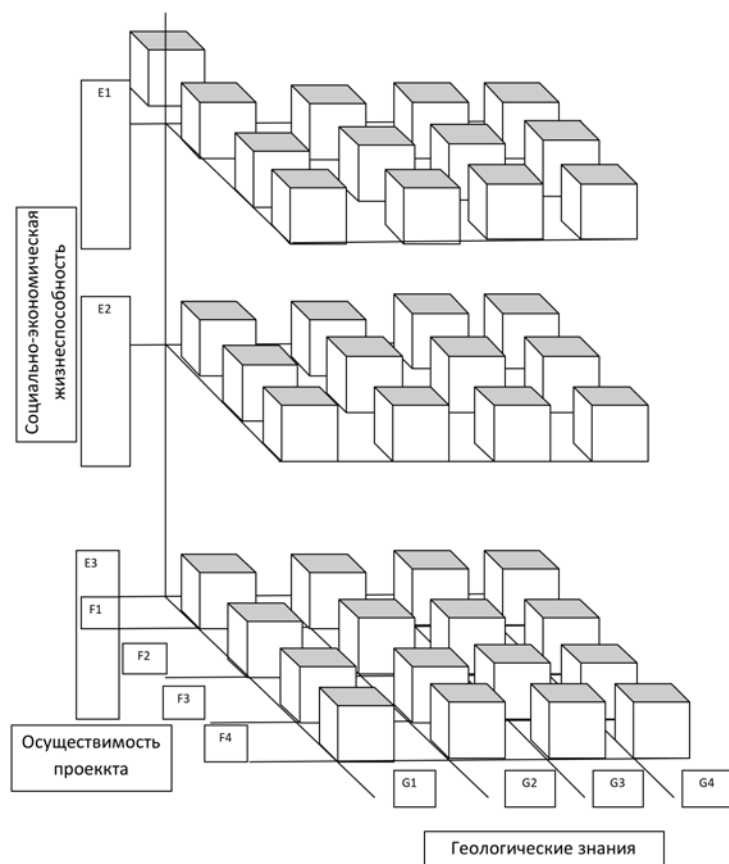 E1
Социально-экономическая
жизнеспособность
E2
E3
F1
F2
F3
F4
Осуществимость
проеккта
G1
G2
G3
G4
Геологические знания